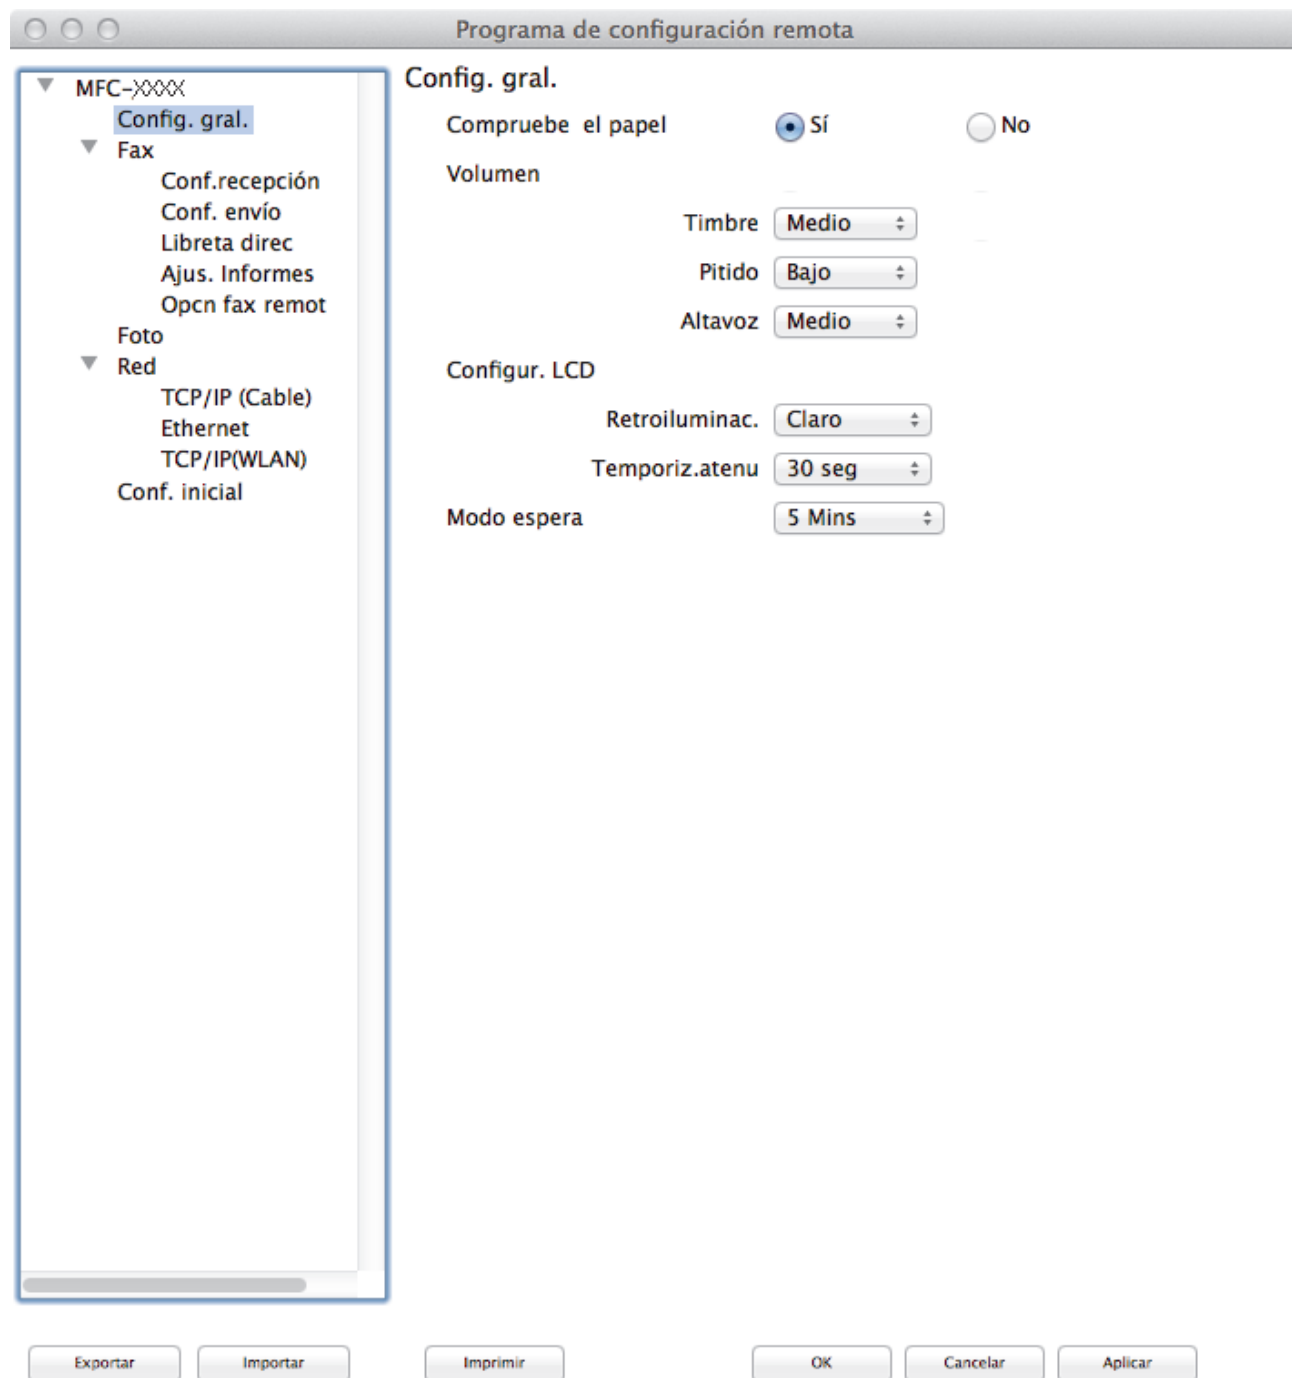 Programa de configuración remota
MFC-XXXX
Config. gral.
Fax
Conf.recepción
Conf. envío
Libreta direc
Ajus. Informes
Opcn fax remot
Foto
Red
TCP/IP (Cable)
Ethernet
TCP/IP(WLAN)
Conf. inicial
Config. gral.
Compruebe el papel Sí No
Volumen
Timbre Medio
Pitido Bajo
Altavoz Medio
Configur. LCD
Retroiluminac. Claro
Temporiz.atenu 30 seg
Modo espera 5 Mins
Exportar Importar Imprimir OK Cancelar Aplicar